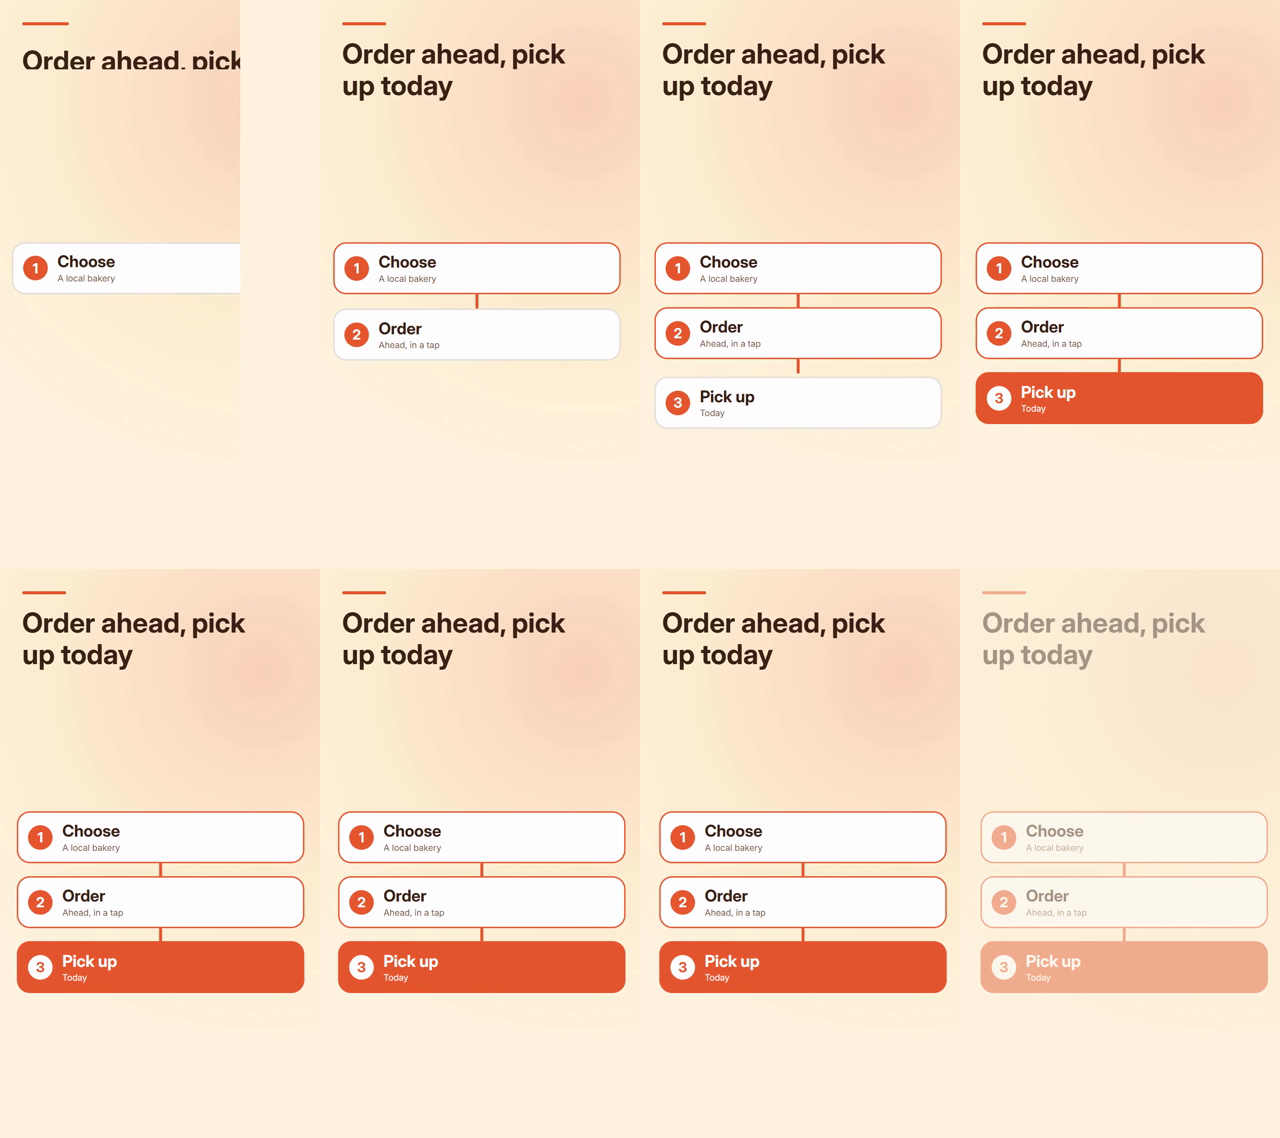 Order ahead, pick
1 Choose
A local bakery
Order ahead, pick
up today
1 Choose
A local bakery
2 Order
Ahead, in a tap
Order ahead, pick
up today
1 Choose
A local bakery
2 Order
Ahead, in a tap
3 Pick up
Today
Order ahead, pick
up today
1 Choose
A local bakery
2 Order
Ahead, in a tap
3 Pick up
Today
Order ahead, pick
up today
1 Choose
A local bakery
2 Order
Ahead, in a tap
3 Pick up
Today
Order ahead, pick
up today
1 Choose
A local bakery
2 Order
Ahead, in a tap
3 Pick up
Today
Order ahead, pick
up today
1 Choose
A local bakery
2 Order
Ahead, in a tap
3 Pick up
Today
Order ahead, pick
up today
1 Choose
A local bakery
2 Order
Ahead, in a tap
3 Pick up
Today